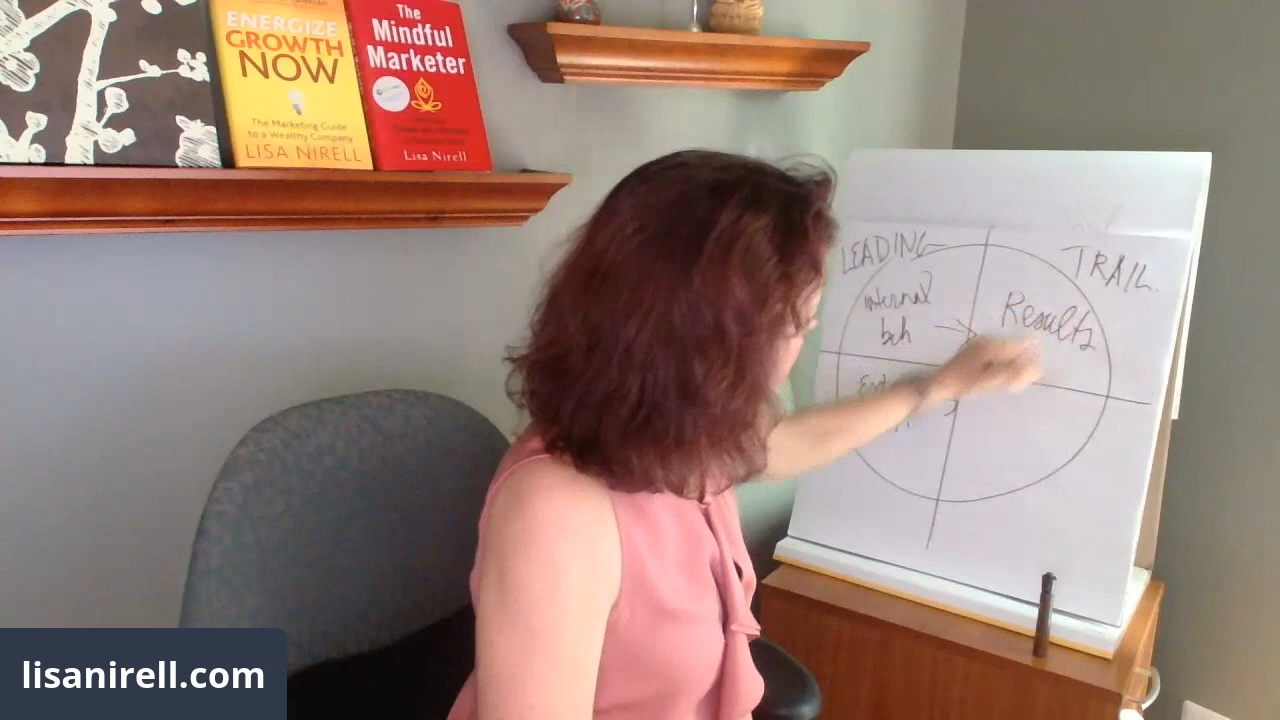 ENERGIZE
GROWTH
NOW
The Marketing Guide
to a Wealthy Company
LISA NIRELL
The
Mindful
Marketer
Lisa Nirell
LEADING
TRAIL
internal
beh
Results
lisanirell.com